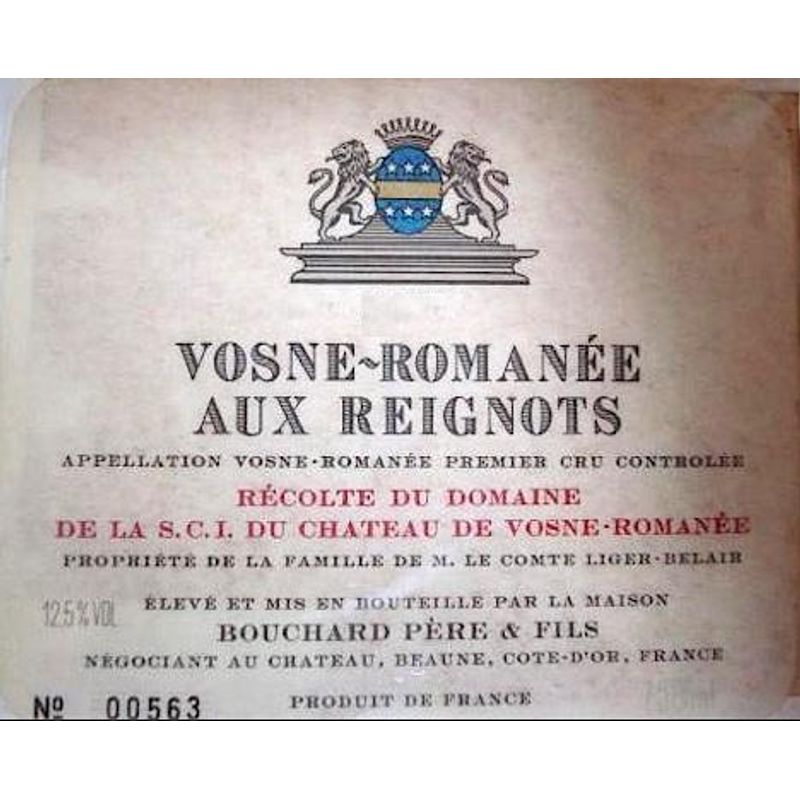 VOSNE~ROMANÉE
AUX REIGNOTS
APPELLATION VOSNE-ROMANÉE PREMIER CRU CONTROLÉE
RÉCOLTE DU DOMAINE
DE LA S.C.I. DU CHATEAU DE VOSNE-ROMANÉE
PROPRIÉTÉ DE LA FAMILLE DE M. LE COMTE LIGER-BELAIR
ÉLEVÉ ET MIS EN BOUTEILLE PAR LA MAISON
12,5% VOL
BOUCHARD PÈRE & FILS
NÉGOCIANT AU CHATEAU, BEAUNE, COTE-D'OR, FRANCE
PRODUIT DE FRANCE
Nº 00563